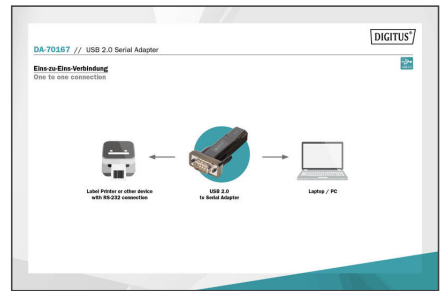 DIGITUS®
DA-70167 // USB 2.0 Serial Adapter
Eins-zu-Eins-Verbindung
One to one connection
Label Printer or other device
with RS-232 connection
USB 2.0
to Serial Adapter
Laptop / PC